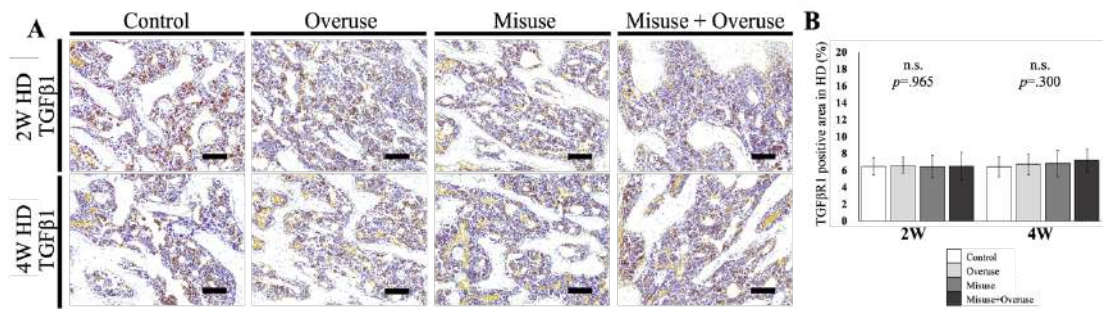 A
Control
Overuse
Misuse
Misuse + Overuse
2W HD
TGFβ1
4W HD
TGFβ1
B
TGFβR1 positive area in HD (%)
20
18
16
14
12
10
8
6
4
2
0
n.s.
p=.965
n.s.
p=.300
2W
4W
Control
Overuse
Misuse
Misuse+Overuse